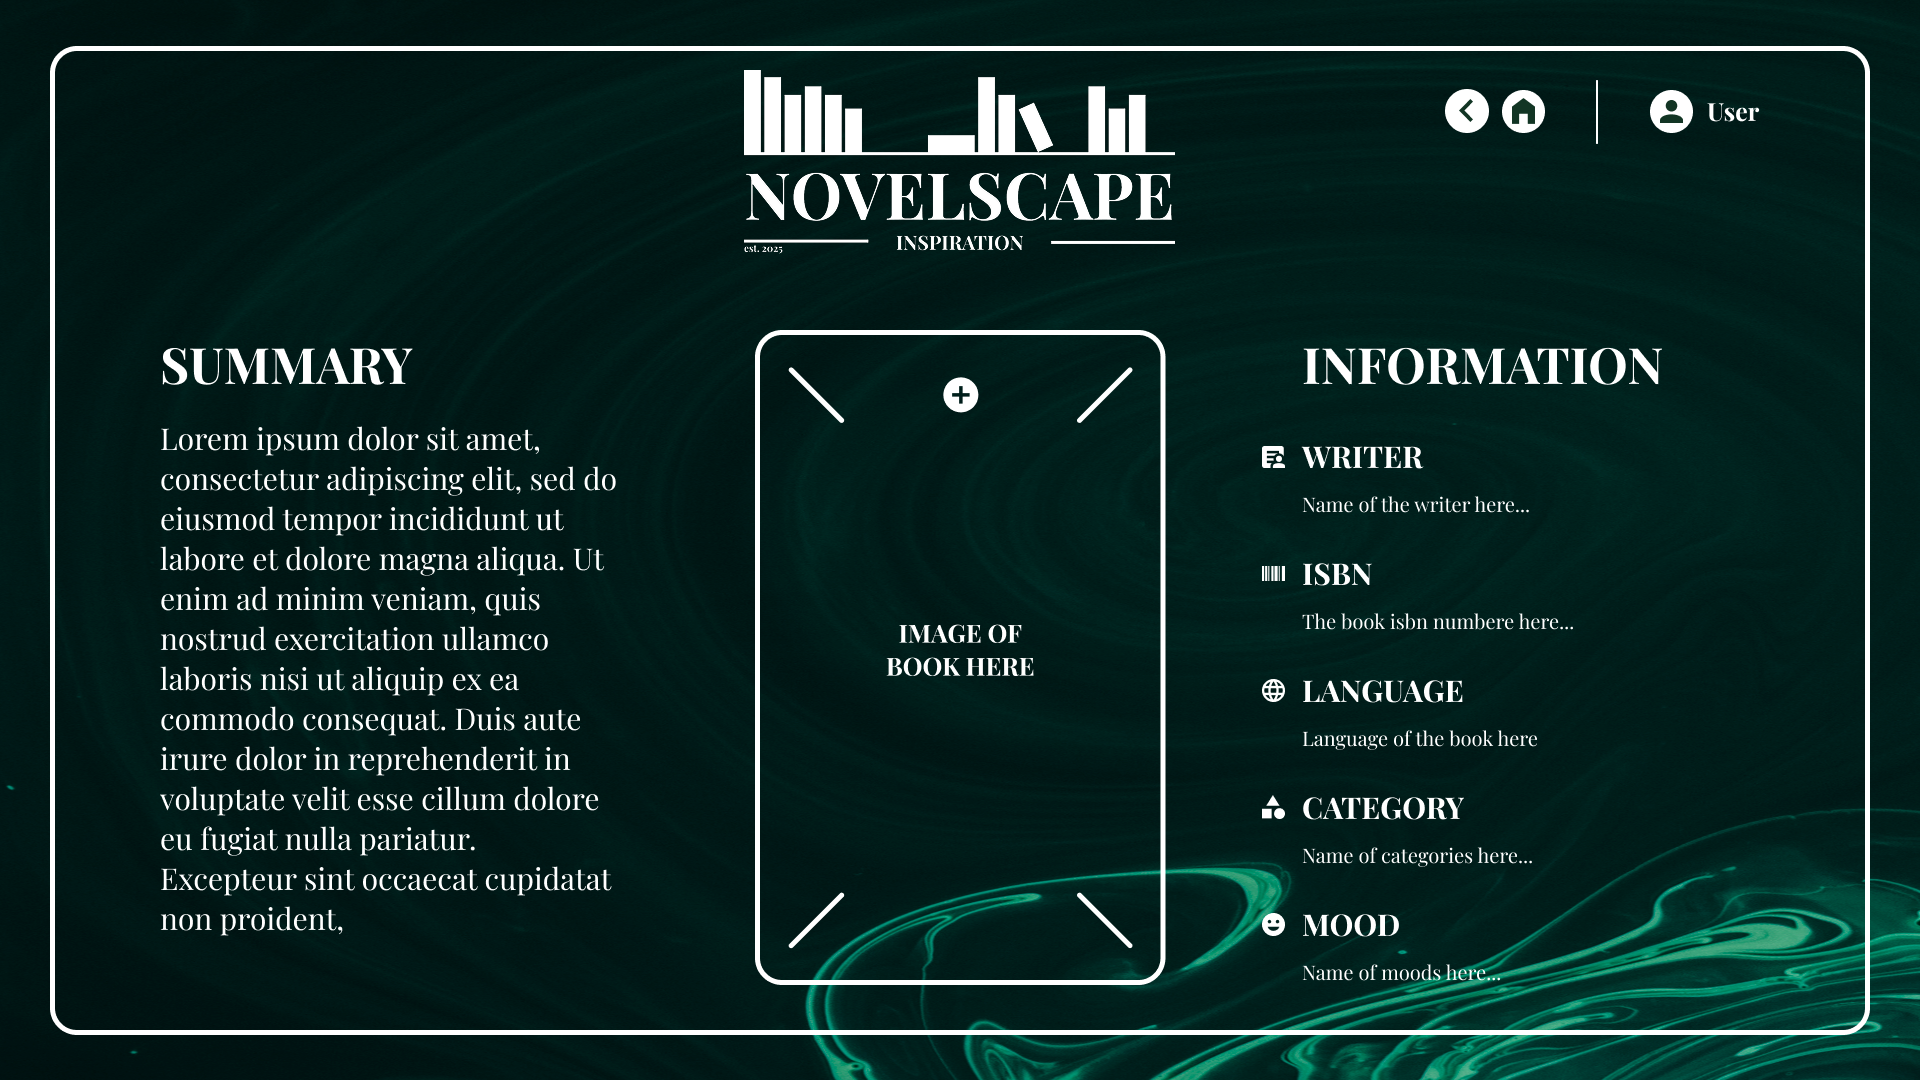 NOVELSCAPE
est. 2025
INSPIRATION
User
SUMMARY
Lorem ipsum dolor sit amet,
consectetur adipiscing elit, sed do
eiusmod tempor incididunt ut
labore et dolore magna aliqua. Ut
enim ad minim veniam, quis
nostrud exercitation ullamco
laboris nisi ut aliquip ex ea
commodo consequat. Duis aute
irure dolor in reprehenderit in
voluptate velit esse cillum dolore
eu fugiat nulla pariatur.
Excepteur sint occaecat cupidatat
non proident,
IMAGE OF
BOOK HERE
INFORMATION
WRITER
Name of the writer here...
ISBN
The book isbn numbere here...
LANGUAGE
Language of the book here
CATEGORY
Name of categories here...
MOOD
Name of moods here...